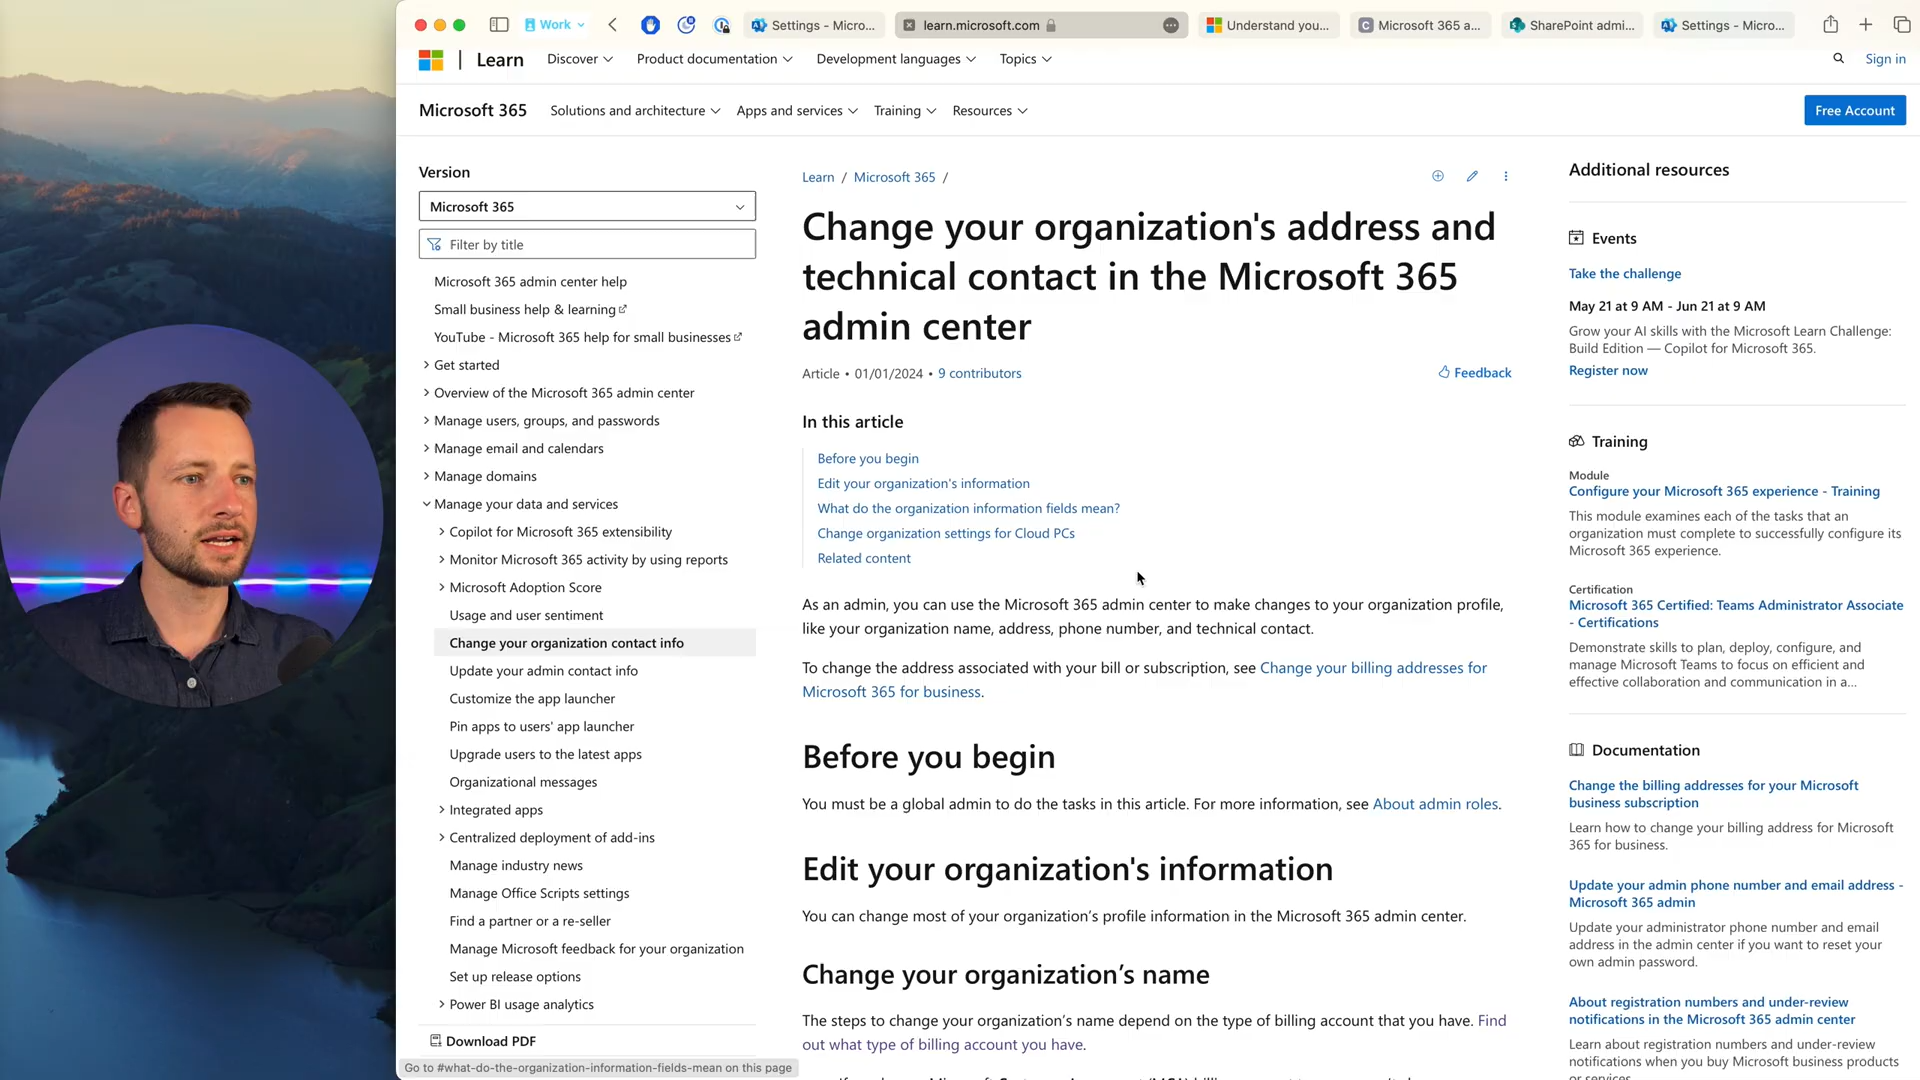 Work
Settings - Micro...
learn.microsoft.com
Understand you...
C Microsoft 365 a...
SharePoint admi...
Settings - Micro...
Learn
Discover
Product documentation
Development languages
Topics
Sign in
Microsoft 365
Solutions and architecture
Apps and services
Training
Resources
Free Account
Version
Microsoft 365
Filter by title
Microsoft 365 admin center help
Small business help & learning
YouTube - Microsoft 365 help for small businesses
Get started
Overview of the Microsoft 365 admin center
Manage users, groups, and passwords
Manage email and calendars
Manage domains
Manage your data and services
Copilot for Microsoft 365 extensibility
Monitor Microsoft 365 activity by using reports
Microsoft Adoption Score
Usage and user sentiment
Change your organization contact info
Update your admin contact info
Customize the app launcher
Pin apps to users' app launcher
Upgrade users to the latest apps
Organizational messages
Integrated apps
Centralized deployment of add-ins
Manage industry news
Manage Office Scripts settings
Find a partner or a re-seller
Manage Microsoft feedback for your organization
Set up release options
Power BI usage analytics
Download PDF
Go to #what-do-the-organization-information-fields-mean on this page
Learn / Microsoft 365 /
Change your organization's address and
technical contact in the Microsoft 365
admin center
Article • 01/01/2024 • 9 contributors
Feedback
In this article
Before you begin
Edit your organization's information
What do the organization information fields mean?
Change organization settings for Cloud PCs
Related content
As an admin, you can use the Microsoft 365 admin center to make changes to your organization profile,
like your organization name, address, phone number, and technical contact.
To change the address associated with your bill or subscription, see Change your billing addresses for
Microsoft 365 for business.
Before you begin
You must be a global admin to do the tasks in this article. For more information, see About admin roles.
Edit your organization's information
You can change most of your organization’s profile information in the Microsoft 365 admin center.
Change your organization’s name
The steps to change your organization’s name depend on the type of billing account that you have. Find
out what type of billing account you have.
Additional resources
Events
Take the challenge
May 21 at 9 AM - Jun 21 at 9 AM
Grow your AI skills with the Microsoft Learn Challenge:
Build Edition — Copilot for Microsoft 365.
Register now
Training
Module
Configure your Microsoft 365 experience - Training
This module examines each of the tasks that an
organization must complete to successfully configure its
Microsoft 365 experience.
Certification
Microsoft 365 Certified: Teams Administrator Associate
- Certifications
Demonstrate skills to plan, deploy, configure, and
manage Microsoft Teams to focus on efficient and
effective collaboration and communication in a...
Documentation
Change the billing addresses for your Microsoft
business subscription
Learn how to change your billing address for Microsoft
365 for business.
Update your admin phone number and email address -
Microsoft 365 admin
Update your administrator phone number and email
address in the admin center if you want to reset your
own admin password.
About registration numbers and under-review
notifications in the Microsoft 365 admin center
Learn about registration numbers and under-review
notifications when you buy Microsoft business products
or services.